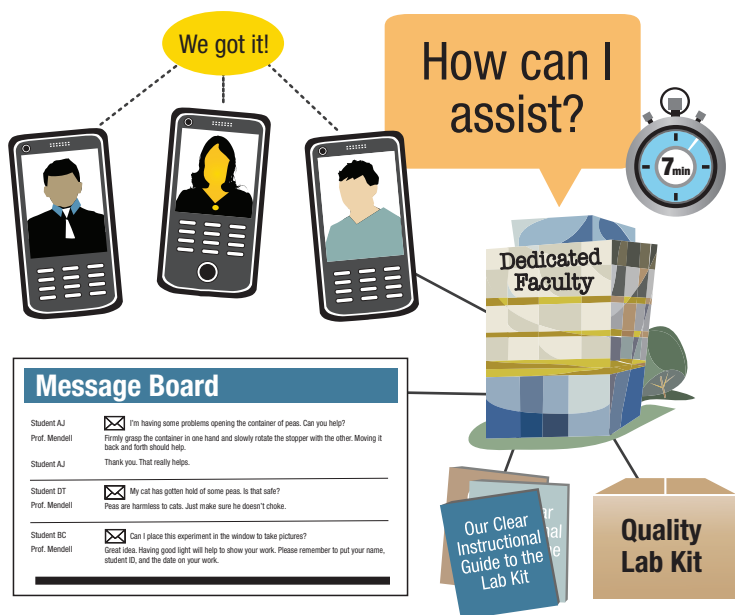 We got it!
How can I
assist?
7min
Dedicated
Faculty
Message Board
Student AJ
I'm having some problems opening the container of peas. Can you help?
Prof. Mendell
Firmly grasp the container in one hand and slowly rotate the stopper with the other. Moving it
back and forth should help.
Student AJ
Thank you. That really helps.
Student DT
My cat has gotten hold of some peas. Is that safe?
Prof. Mendell
Peas are harmless to cats. Just make sure he doesn't choke.
Student BC
Can I place this experiment in the window to take pictures?
Prof. Mendell
Great idea. Having good light will help to show your work. Please remember to put your name,
student ID, and the date on your work.
Our Clear
Instructional
Guide to the
Lab Kit
Quality
Lab Kit